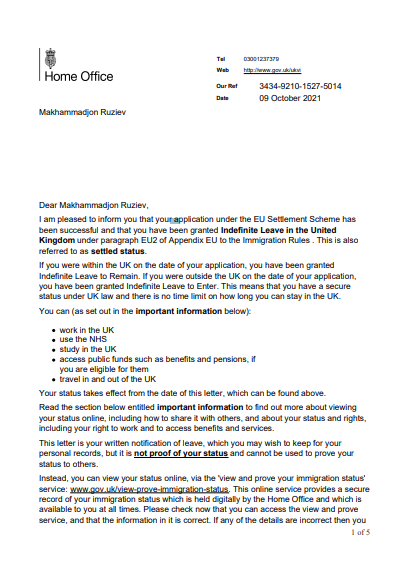 Home Office
Tel 03001237379
Web http://www.gov.uk/ukvi
Our Ref 3434-9210-1527-5014
Date 09 October 2021
Makhammadjon Ruziev
Dear Makhammadjon Ruziev,
I am pleased to inform you that your application under the EU Settlement Scheme has
been successful and that you have been granted Indefinite Leave in the United
Kingdom under paragraph EU2 of Appendix EU to the Immigration Rules . This is also
referred to as settled status.
If you were within the UK on the date of your application, you have been granted
Indefinite Leave to Remain. If you were outside the UK on the date of your application,
you have been granted Indefinite Leave to Enter. This means that you have a secure
status under UK law and there is no time limit on how long you can stay in the UK.
You can (as set out in the important information below):
• work in the UK
• use the NHS
• study in the UK
• access public funds such as benefits and pensions, if
you are eligible for them
• travel in and out of the UK
Your status takes effect from the date of this letter, which can be found above.
Read the section below entitled important information to find out more about viewing
your status online, including how to share it with others, and about your status and rights,
including your right to work and to access benefits and services.
This letter is your written notification of leave, which you may wish to keep for your
personal records, but it is not proof of your status and cannot be used to prove your
status to others.
Instead, you can view your status online, via the 'view and prove your immigration status'
service: www.gov.uk/view-prove-immigration-status. This online service provides a secure
record of your immigration status which is held digitally by the Home Office and which is
available to you at all times. Please check now that you can access the view and prove
service, and that the information in it is correct. If any of the details are incorrect then you
1 of 5